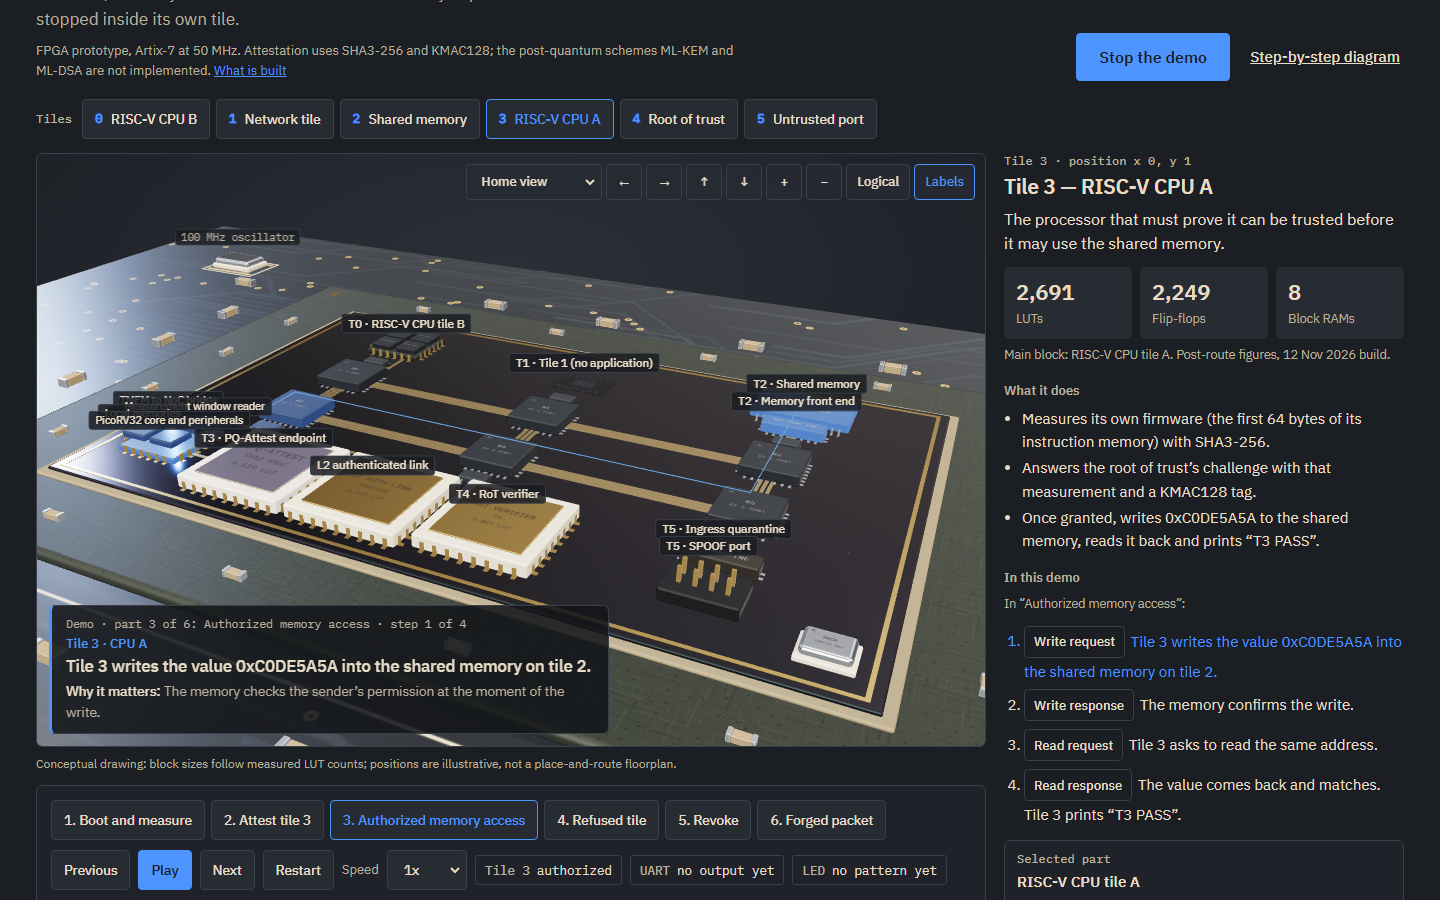 stopped inside its own tile.
FPGA prototype, Artix-7 at 50 MHz. Attestation uses SHA3-256 and KMAC128; the post-quantum schemes ML-KEM and
ML-DSA are not implemented. What is built
Stop the demo
Step-by-step diagram
Tiles
0 RISC-V CPU B
1 Network tile
2 Shared memory
3 RISC-V CPU A
4 Root of trust
5 Untrusted port
Home view
←
→
↑
↓
+
−
Logical
Labels
100 MHz oscillator
T0 · RISC-V CPU tile B
T1 · Tile 1 (no application)
T2 · Shared memory
T2 · Memory front end
t window reader
PicoRV32 core and peripherals
T3 · PQ-Attest endpoint
L2 authenticated link
T4 · RoT verifier
T5 · Ingress quarantine
T5 · SPOOF port
Demo · part 3 of 6: Authorized memory access · step 1 of 4
Tile 3 · CPU A
Tile 3 writes the value 0xC0DE5A5A into the shared memory on tile 2.
Why it matters: The memory checks the sender’s permission at the moment of the
write.
Conceptual drawing: block sizes follow measured LUT counts; positions are illustrative, not a place-and-route floorplan.
1. Boot and measure
2. Attest tile 3
3. Authorized memory access
4. Refused tile
5. Revoke
6. Forged packet
Previous
Play
Next
Restart
Speed
1x
Tile 3 authorized
UART no output yet
LED no pattern yet
Tile 3 · position x 0, y 1
Tile 3 — RISC-V CPU A
The processor that must prove it can be trusted before
it may use the shared memory.
2,691
LUTs
2,249
Flip-flops
8
Block RAMs
Main block: RISC-V CPU tile A. Post-route figures, 12 Nov 2026 build.
What it does
• Measures its own firmware (the first 64 bytes of its
instruction memory) with SHA3-256.
• Answers the root of trust’s challenge with that
measurement and a KMAC128 tag.
• Once granted, writes 0xC0DE5A5A to the shared
memory, reads it back and prints “T3 PASS”.
In this demo
In “Authorized memory access”:
1. Write request Tile 3 writes the value 0xC0DE5A5A into
the shared memory on tile 2.
2. Write response The memory confirms the write.
3. Read request Tile 3 asks to read the same address.
4. Read response The value comes back and matches.
Tile 3 prints “T3 PASS”.
Selected part
RISC-V CPU tile A